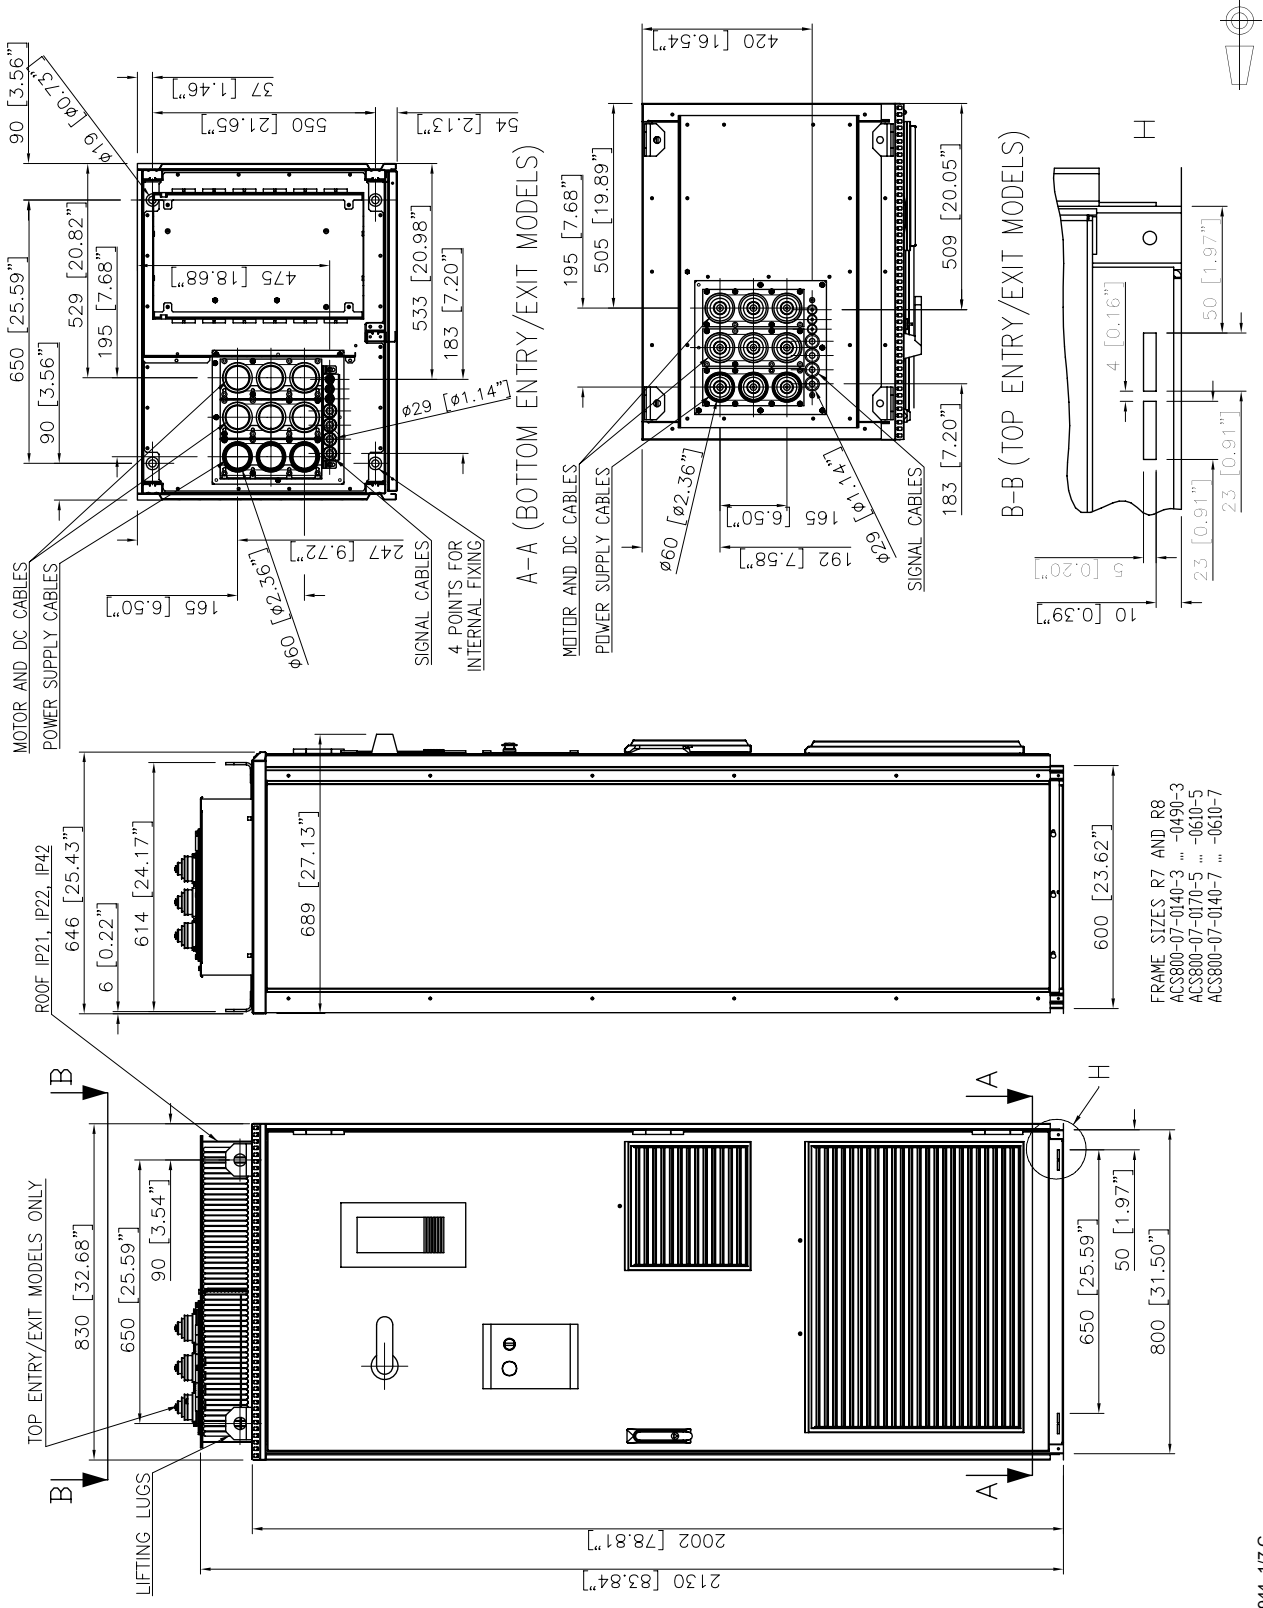 MOTOR AND DC CABLES
POWER SUPPLY CABLES
90 [3.56"]
650 [25.59"]
529 [20.82"]
195 [7.68"]
90 [3.56"]
ø19 [ø0.73"]
37 [1.46"]
550 [21.65"]
54 [2.13"]
475 [18.68"]
533 [20.98"]
183 [7.20"]
ø29 [ø1.14"]
247 [9.72"]
165 [6.50"]
ø60 [ø2.36"]
SIGNAL CABLES
4 POINTS FOR
INTERNAL FIXING
A-A (BOTTOM ENTRY/EXIT MODELS)
420 [16.54"]
195 [7.68"]
505 [19.89"]
509 [20.05"]
183 [7.20"]
MOTOR AND DC CABLES
POWER SUPPLY CABLES
ø60 [ø2.36"]
165 [6.50"]
192 [7.58"]
ø29 [ø1.14"]
SIGNAL CABLES
B-B (TOP ENTRY/EXIT MODELS)
H
50 [1.97"]
4 [0.16"]
23 [0.91"]
23 [0.91"]
5 [0.20"]
10 [0.39"]
ROOF IP21, IP22, IP42
646 [25.43"]
6 [0.22"]
614 [24.17"]
689 [27.13"]
600 [23.62"]
FRAME SIZES R7 AND R8
ACS800-07-0140-3 ... -0490-3
ACS800-07-0170-5 ... -0610-5
ACS800-07-0140-7 ... -0610-7
B
B
TOP ENTRY/EXIT MODELS ONLY
830 [32.68"]
650 [25.59"]
90 [3.54"]
LIFTING LUGS
A
A
H
50 [1.97"]
650 [25.59"]
800 [31.50"]
2002 [78.81"]
2130 [83.84"]